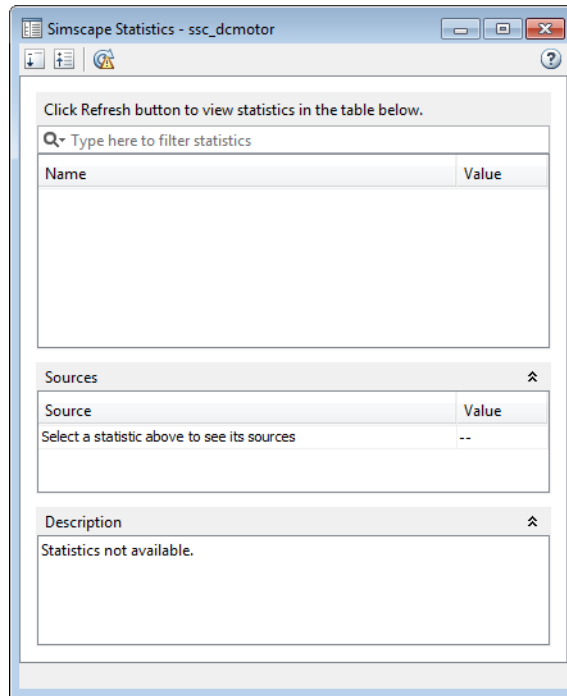 Simscape Statistics - ssc_dcmotor
Click Refresh button to view statistics in the table below.
Type here to filter statistics
Name Value
Sources
Source Value
Select a statistic above to see its sources --
Description
Statistics not available.